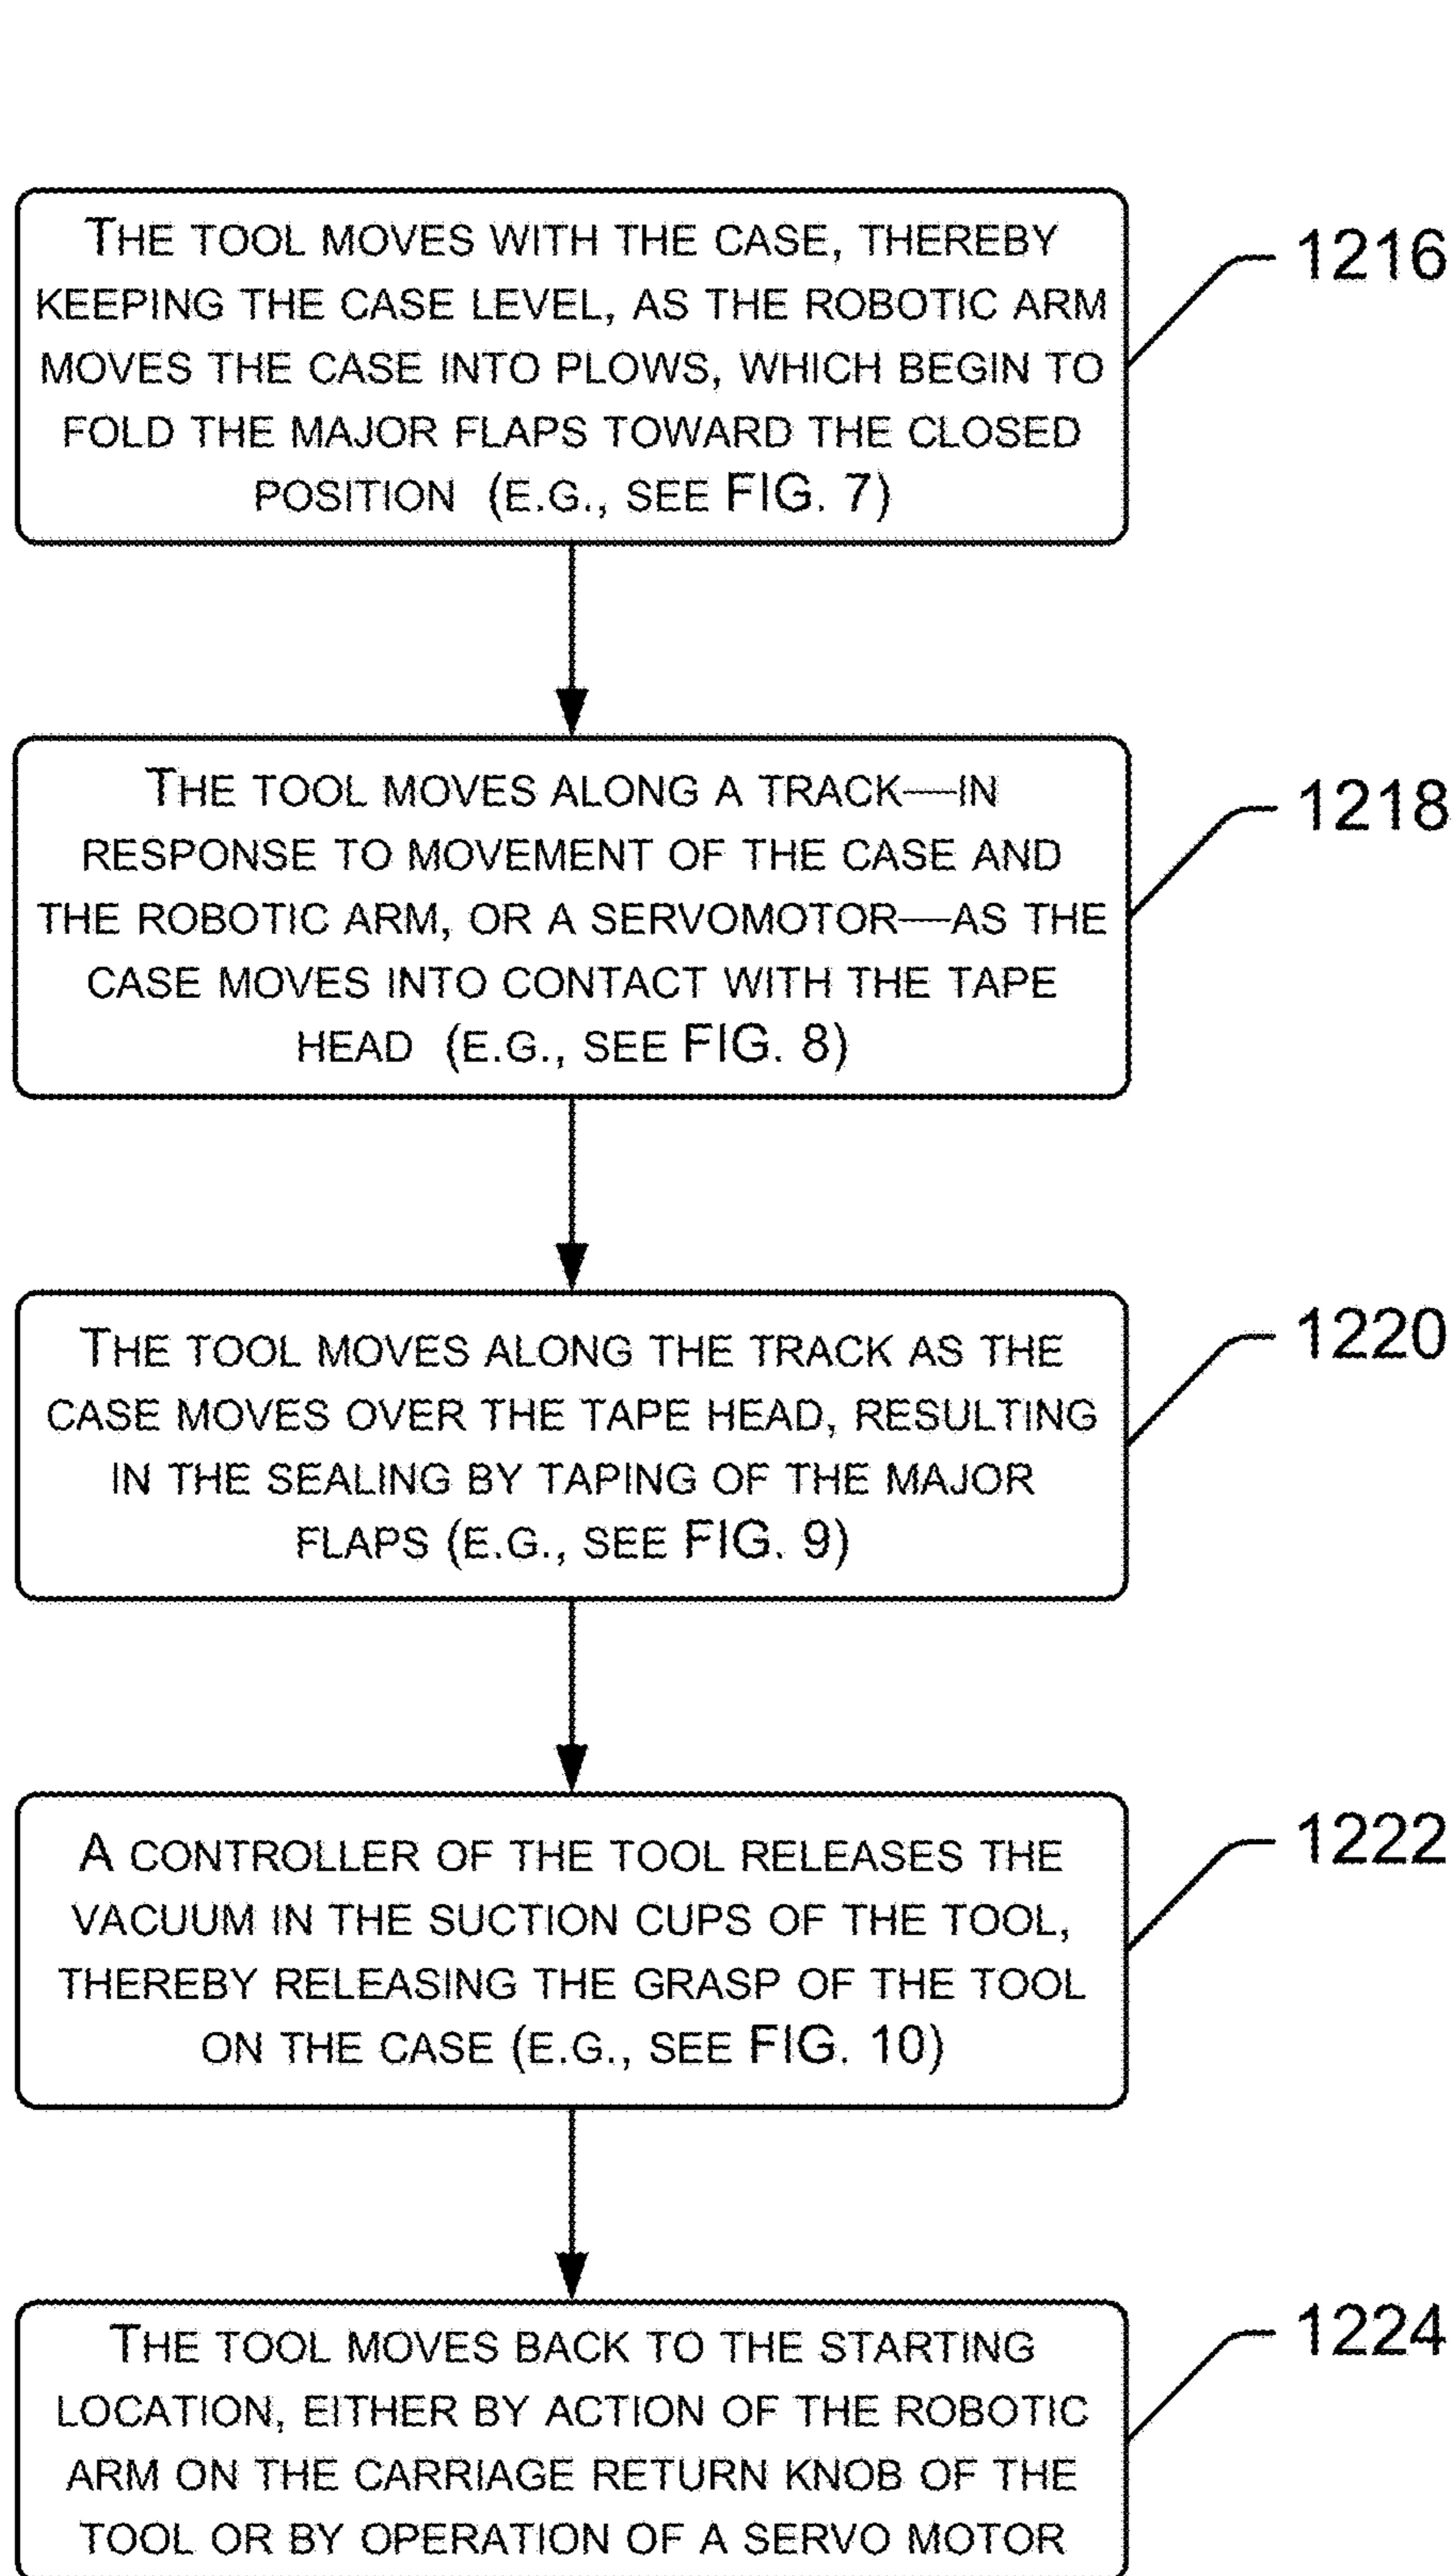 THE TOOL MOVES WITH THE CASE, THEREBY
KEEPING THE CASE LEVEL, AS THE ROBOTIC ARM
MOVES THE CASE INTO PLOWS, WHICH BEGIN TO
FOLD THE MAJOR FLAPS TOWARD THE CLOSED
POSITION (E.G., SEE FIG. 7)
1216
THE TOOL MOVES ALONG A TRACK—IN
RESPONSE TO MOVEMENT OF THE CASE AND
THE ROBOTIC ARM, OR A SERVOMOTOR—AS THE
CASE MOVES INTO CONTACT WITH THE TAPE
HEAD (E.G., SEE FIG. 8)
1218
THE TOOL MOVES ALONG THE TRACK AS THE
CASE MOVES OVER THE TAPE HEAD, RESULTING
IN THE SEALING BY TAPING OF THE MAJOR
FLAPS (E.G., SEE FIG. 9)
1220
A CONTROLLER OF THE TOOL RELEASES THE
VACUUM IN THE SUCTION CUPS OF THE TOOL,
THEREBY RELEASING THE GRASP OF THE TOOL
ON THE CASE (E.G., SEE FIG. 10)
1222
THE TOOL MOVES BACK TO THE STARTING
LOCATION, EITHER BY ACTION OF THE ROBOTIC
ARM ON THE CARRIAGE RETURN KNOB OF THE
TOOL OR BY OPERATION OF A SERVO MOTOR
1224